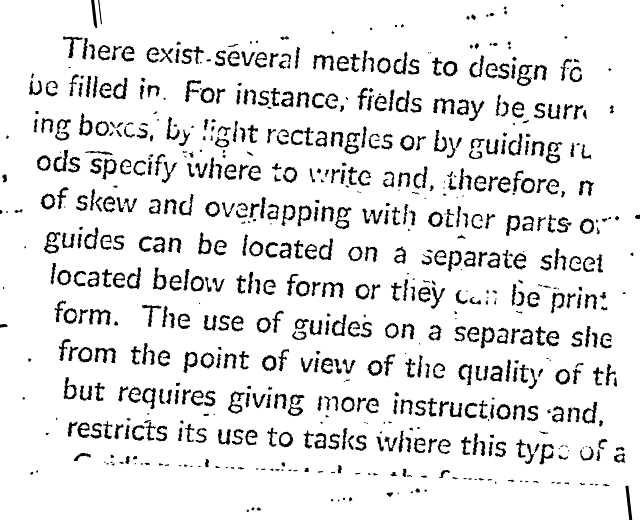 There exist several methods to design fo
be filled in. For instance, fields may be surr
ing boxes, by light rectangles or by guiding ru
ods specify where to write and, therefore, m
of skew and overlapping with other parts o
guides can be located on a separate sheet
located below the form or they can be print
form. The use of guides on a separate she
from the point of view of the quality of th
but requires giving more instructions and,
restricts its use to tasks where this type of a